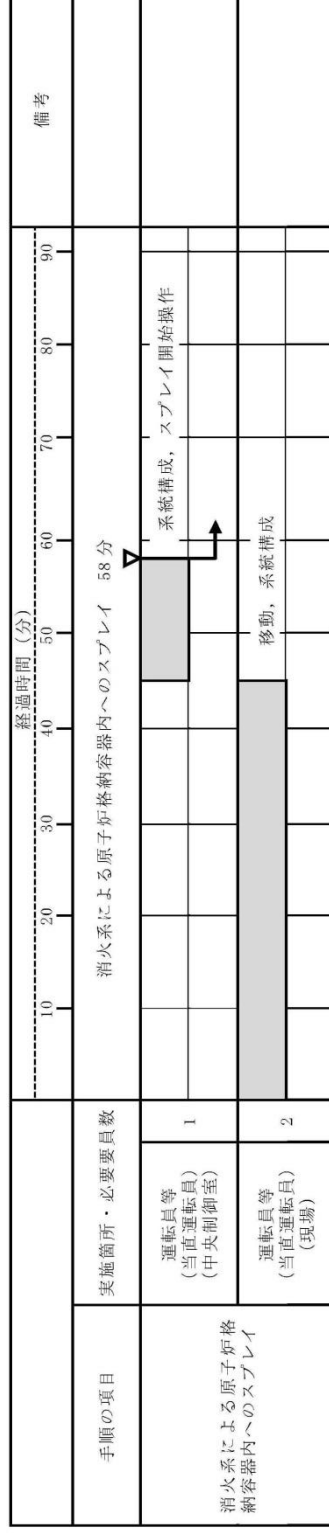 経過時間（分）
備考
10 20 30 40 50 60 70 80 90
手順の項目
実施箇所・必要要員数
消火系による原子炉格納容器内へのスプレイ 58分
消火系による原子炉格
納容器内へのスプレイ
運転員等
（当直運転員）
（中央制御室）
1
系統構成，スプレイ開始操作
運転員等
（当直運転員）
（現場）
2
移動，系統構成